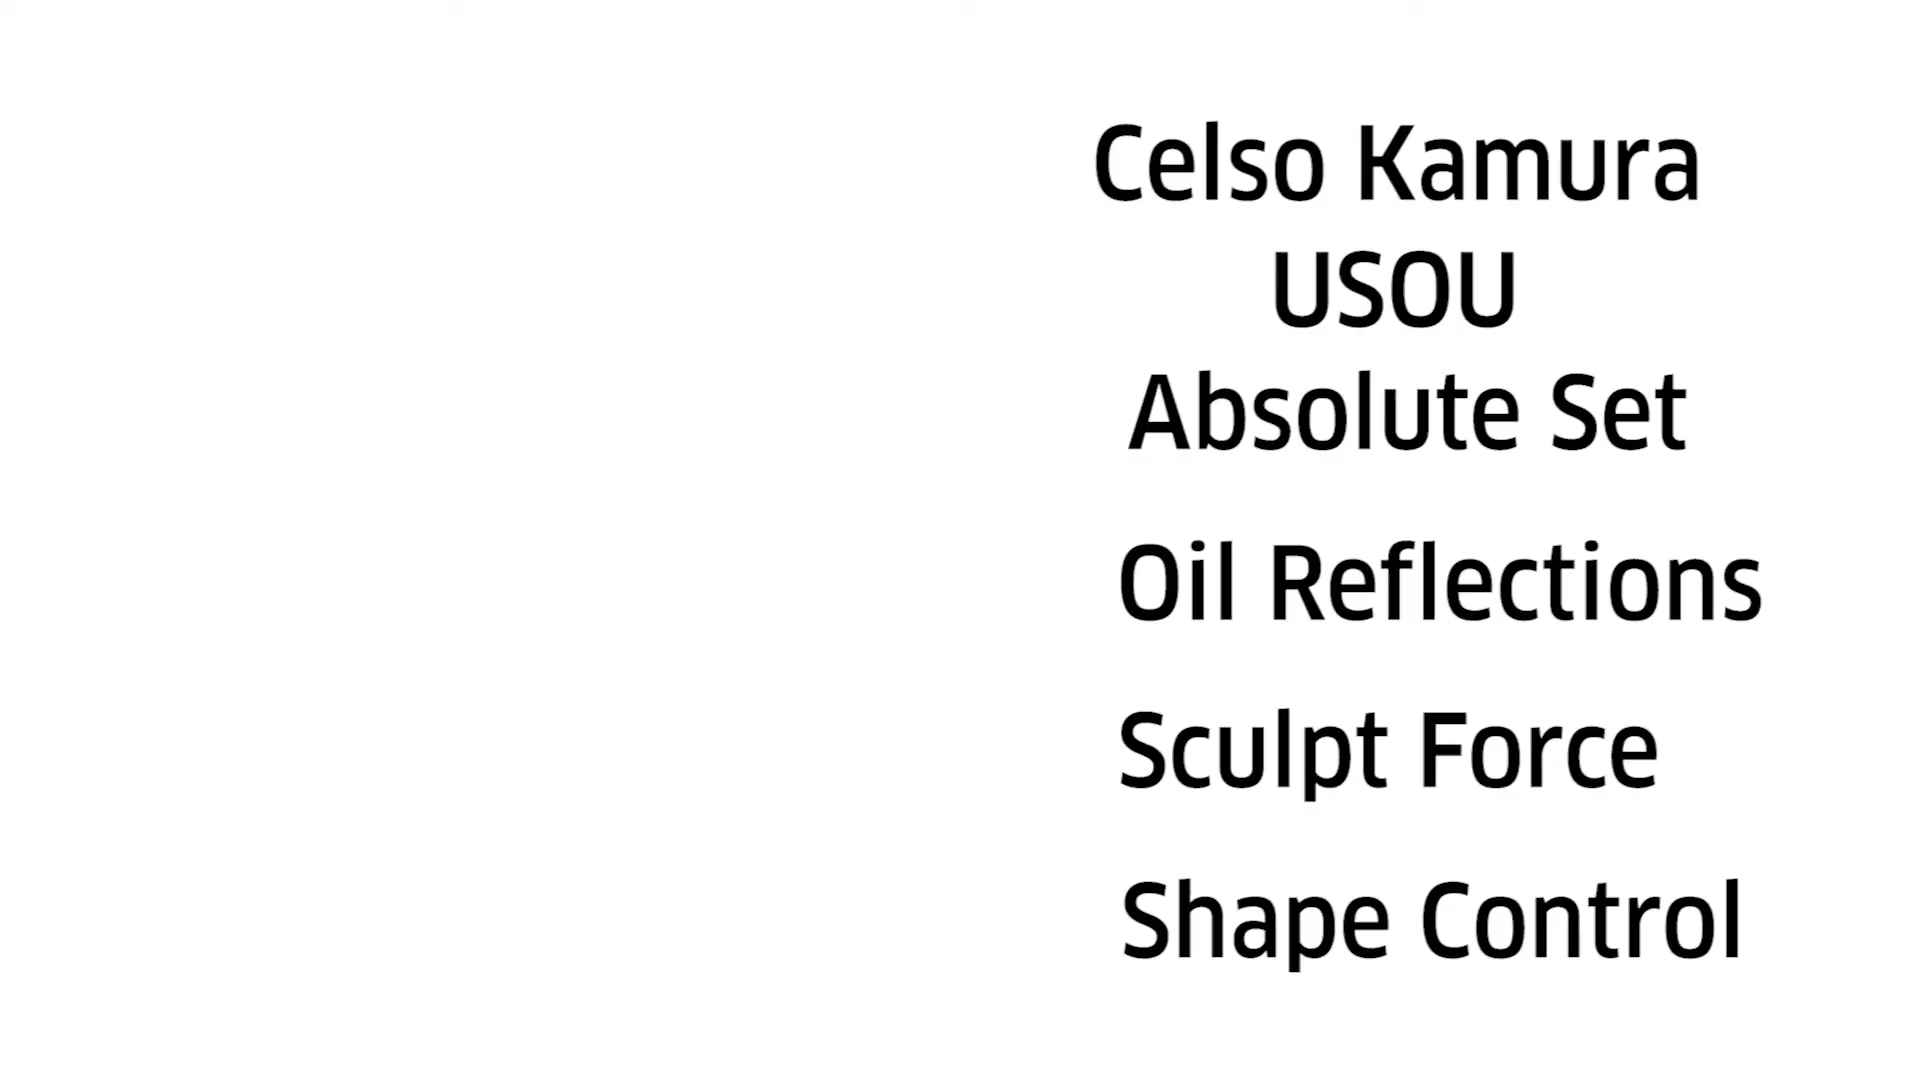 Celso Kamura
USOU
Absolute Set
Oil Reflections
Sculpt Force
Shape Control